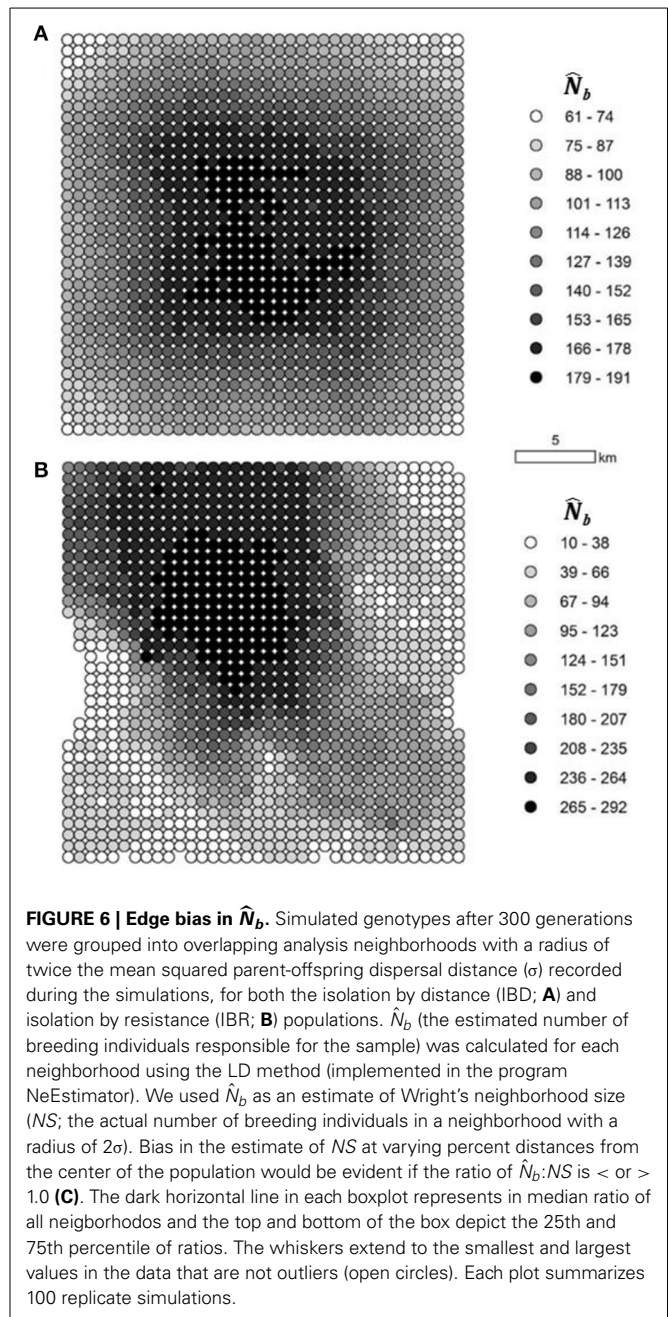 A
N̂b
61 - 74
75 - 87
88 - 100
101 - 113
114 - 126
127 - 139
140 - 152
153 - 165
166 - 178
179 - 191
5
km
B
N̂b
10 - 38
39 - 66
67 - 94
95 - 123
124 - 151
152 - 179
180 - 207
208 - 235
236 - 264
265 - 292
FIGURE 6 | Edge bias in N̂b. Simulated genotypes after 300 generations
were grouped into overlapping analysis neighborhoods with a radius of
twice the mean squared parent-offspring dispersal distance (σ) recorded
during the simulations, for both the isolation by distance (IBD; A) and
isolation by resistance (IBR; B) populations. N̂b (the estimated number of
breeding individuals responsible for the sample) was calculated for each
neighborhood using the LD method (implemented in the program
NeEstimator). We used N̂b as an estimate of Wright's neighborhood size
(NS; the actual number of breeding individuals in a neighborhood with a
radius of 2σ). Bias in the estimate of NS at varying percent distances from
the center of the population would be evident if the ratio of N̂b:NS is < or >
1.0 (C). The dark horizontal line in each boxplot represents in median ratio of
all neigborhodos and the top and bottom of the box depict the 25th and
75th percentile of ratios. The whiskers extend to the smallest and largest
values in the data that are not outliers (open circles). Each plot summarizes
100 replicate simulations.